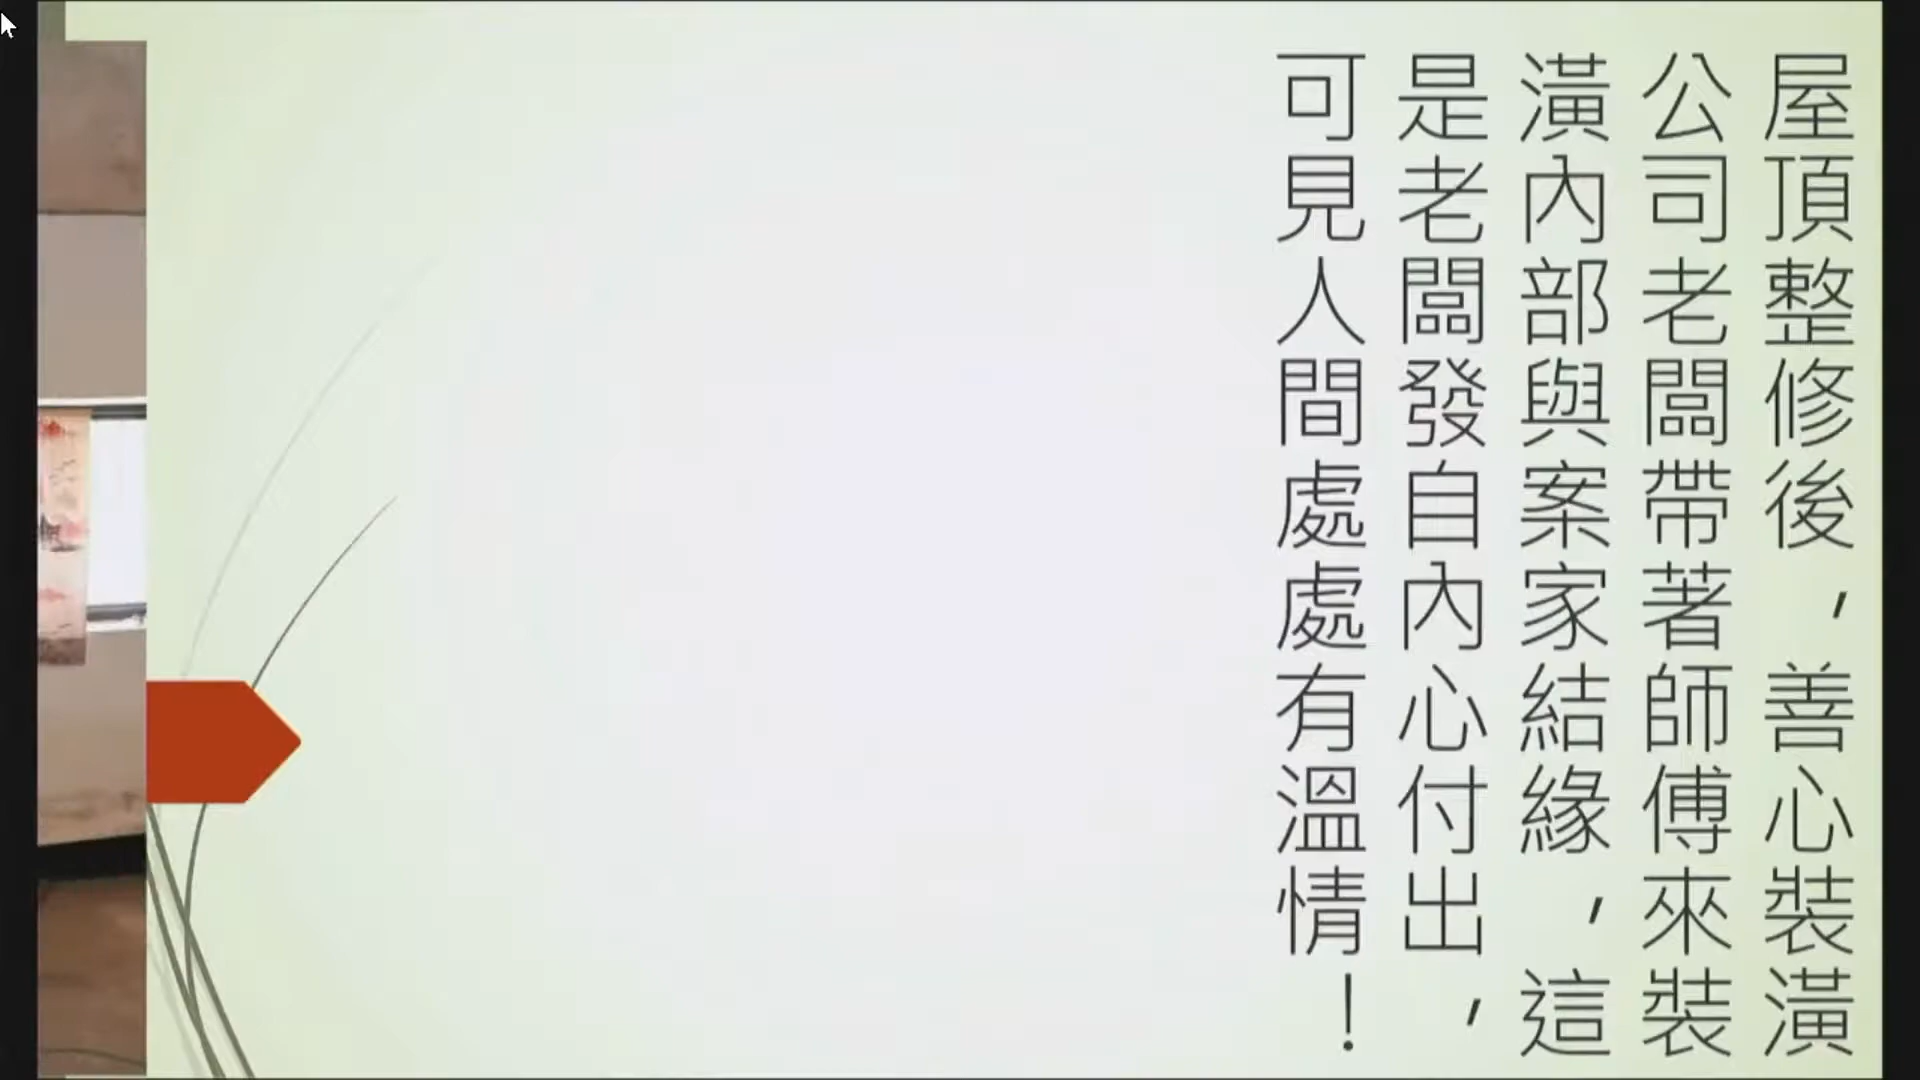 屋頂整修後，善心裝潢
公司老闆帶著師傅來裝
潢內部與案家結緣，這
是老闆發自內心付出，
可見人間處處有溫情！